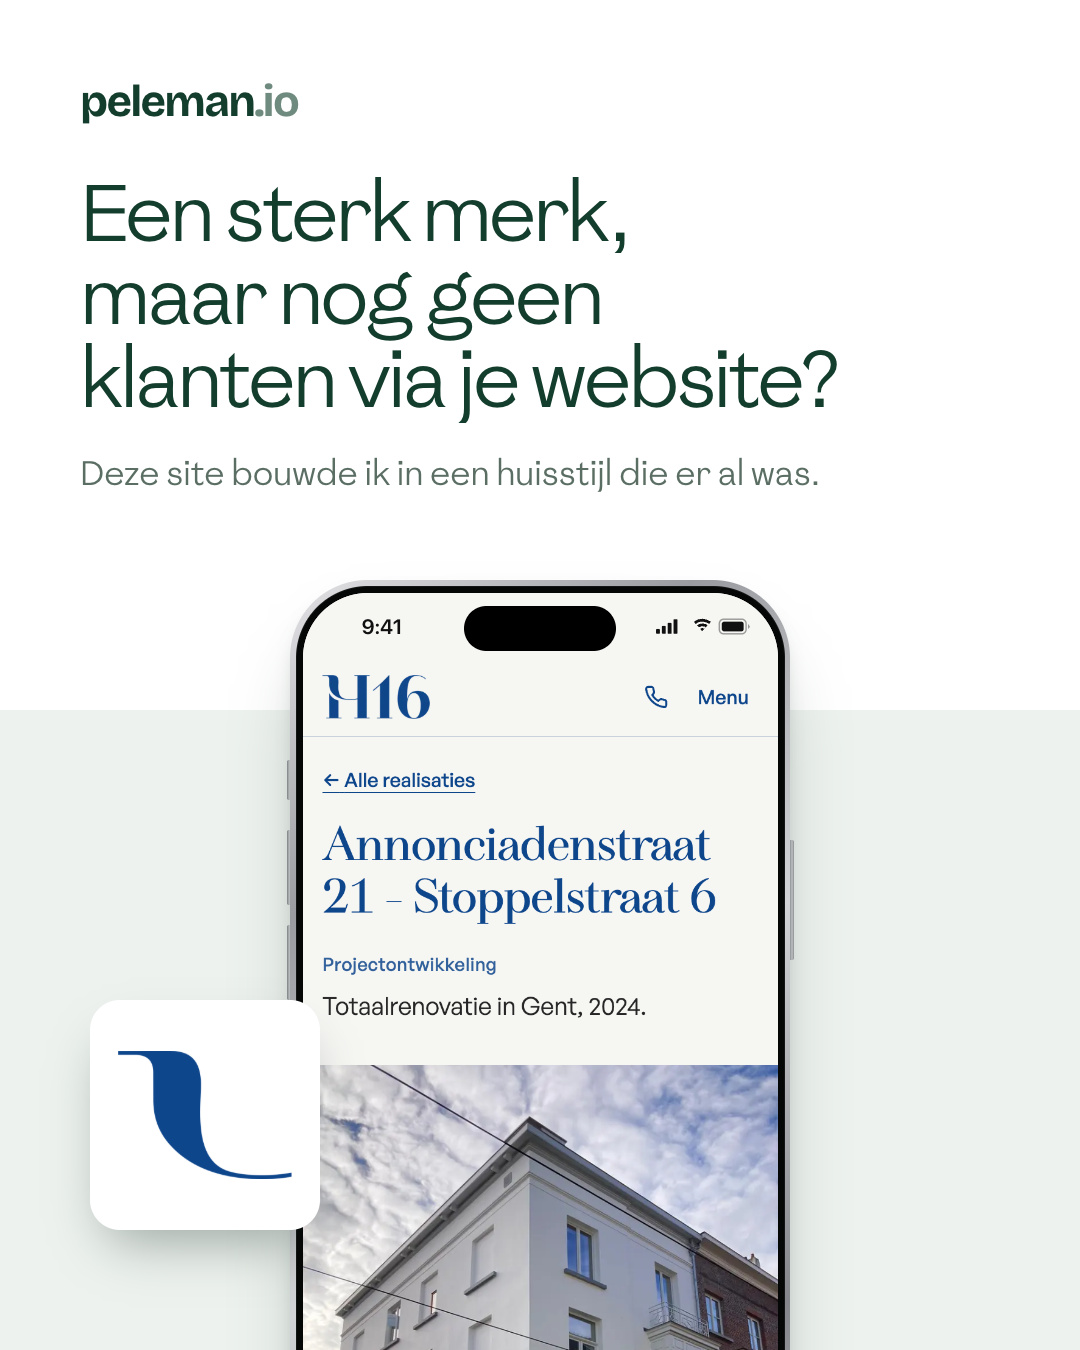 peleman.io
Een sterk merk,
maar nog geen
klanten via je website?
Deze site bouwde ik in een huisstijl die er al was.
9:41
H16
Menu
← Alle realisaties
Annonciadenstraat
21 – Stoppelstraat 6
Projectontwikkeling
Totaalrenovatie in Gent, 2024.